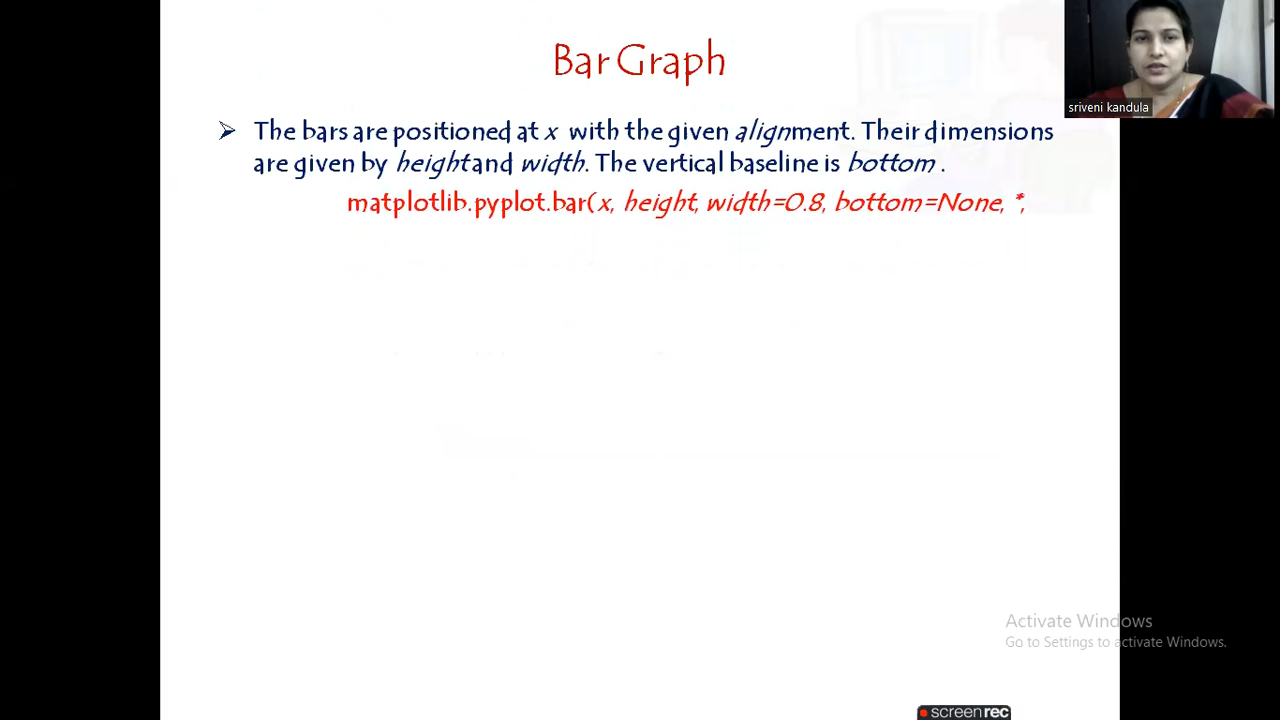 Bar Graph
sriveni kandula
➢ The bars are positioned at x with the given alignment. Their dimensions
are given by height and width. The vertical baseline is bottom .
matplotlib.pyplot.bar(x, height, width=0.8, bottom=None, *,
Activate Windows
Go to Settings to activate Windows.
screenrec